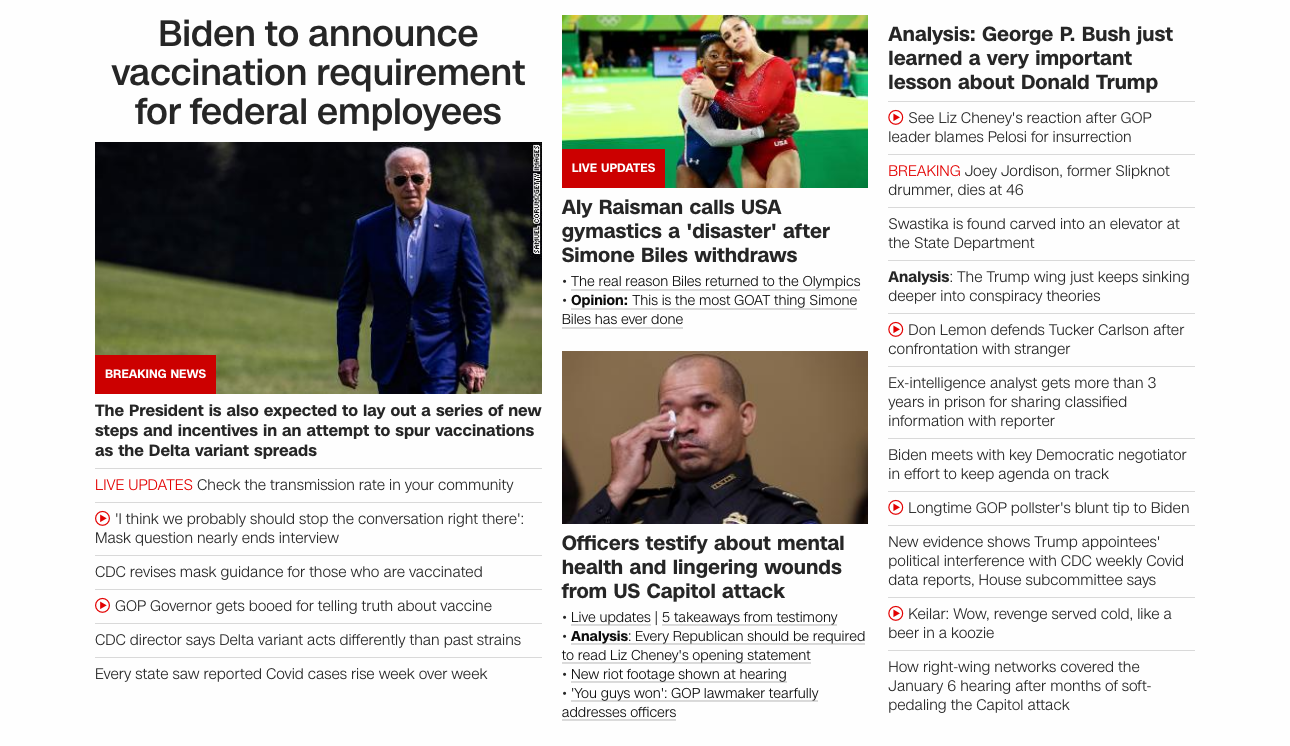 Biden to announce
vaccination requirement
for federal employees
SAMUEL CORUM/GETTY IMAGES
BREAKING NEWS
The President is also expected to lay out a series of new
steps and incentives in an attempt to spur vaccinations
as the Delta variant spreads
LIVE UPDATES Check the transmission rate in your community
'I think we probably should stop the conversation right there':
Mask question nearly ends interview
CDC revises mask guidance for those who are vaccinated
GOP Governor gets booed for telling truth about vaccine
CDC director says Delta variant acts differently than past strains
Every state saw reported Covid cases rise week over week
USA
LIVE UPDATES
Aly Raisman calls USA
gymastics a 'disaster' after
Simone Biles withdraws
• The real reason Biles returned to the Olympics
• Opinion: This is the most GOAT thing Simone
Biles has ever done
Officers testify about mental
health and lingering wounds
from US Capitol attack
• Live updates | 5 takeaways from testimony
• Analysis: Every Republican should be required
to read Liz Cheney's opening statement
• New riot footage shown at hearing
• 'You guys won': GOP lawmaker tearfully
addresses officers
Analysis: George P. Bush just
learned a very important
lesson about Donald Trump
See Liz Cheney's reaction after GOP
leader blames Pelosi for insurrection
BREAKING Joey Jordison, former Slipknot
drummer, dies at 46
Swastika is found carved into an elevator at
the State Department
Analysis: The Trump wing just keeps sinking
deeper into conspiracy theories
Don Lemon defends Tucker Carlson after
confrontation with stranger
Ex-intelligence analyst gets more than 3
years in prison for sharing classified
information with reporter
Biden meets with key Democratic negotiator
in effort to keep agenda on track
Longtime GOP pollster's blunt tip to Biden
New evidence shows Trump appointees'
political interference with CDC weekly Covid
data reports, House subcommittee says
Keilar: Wow, revenge served cold, like a
beer in a koozie
How right-wing networks covered the
January 6 hearing after months of soft-
pedaling the Capitol attack